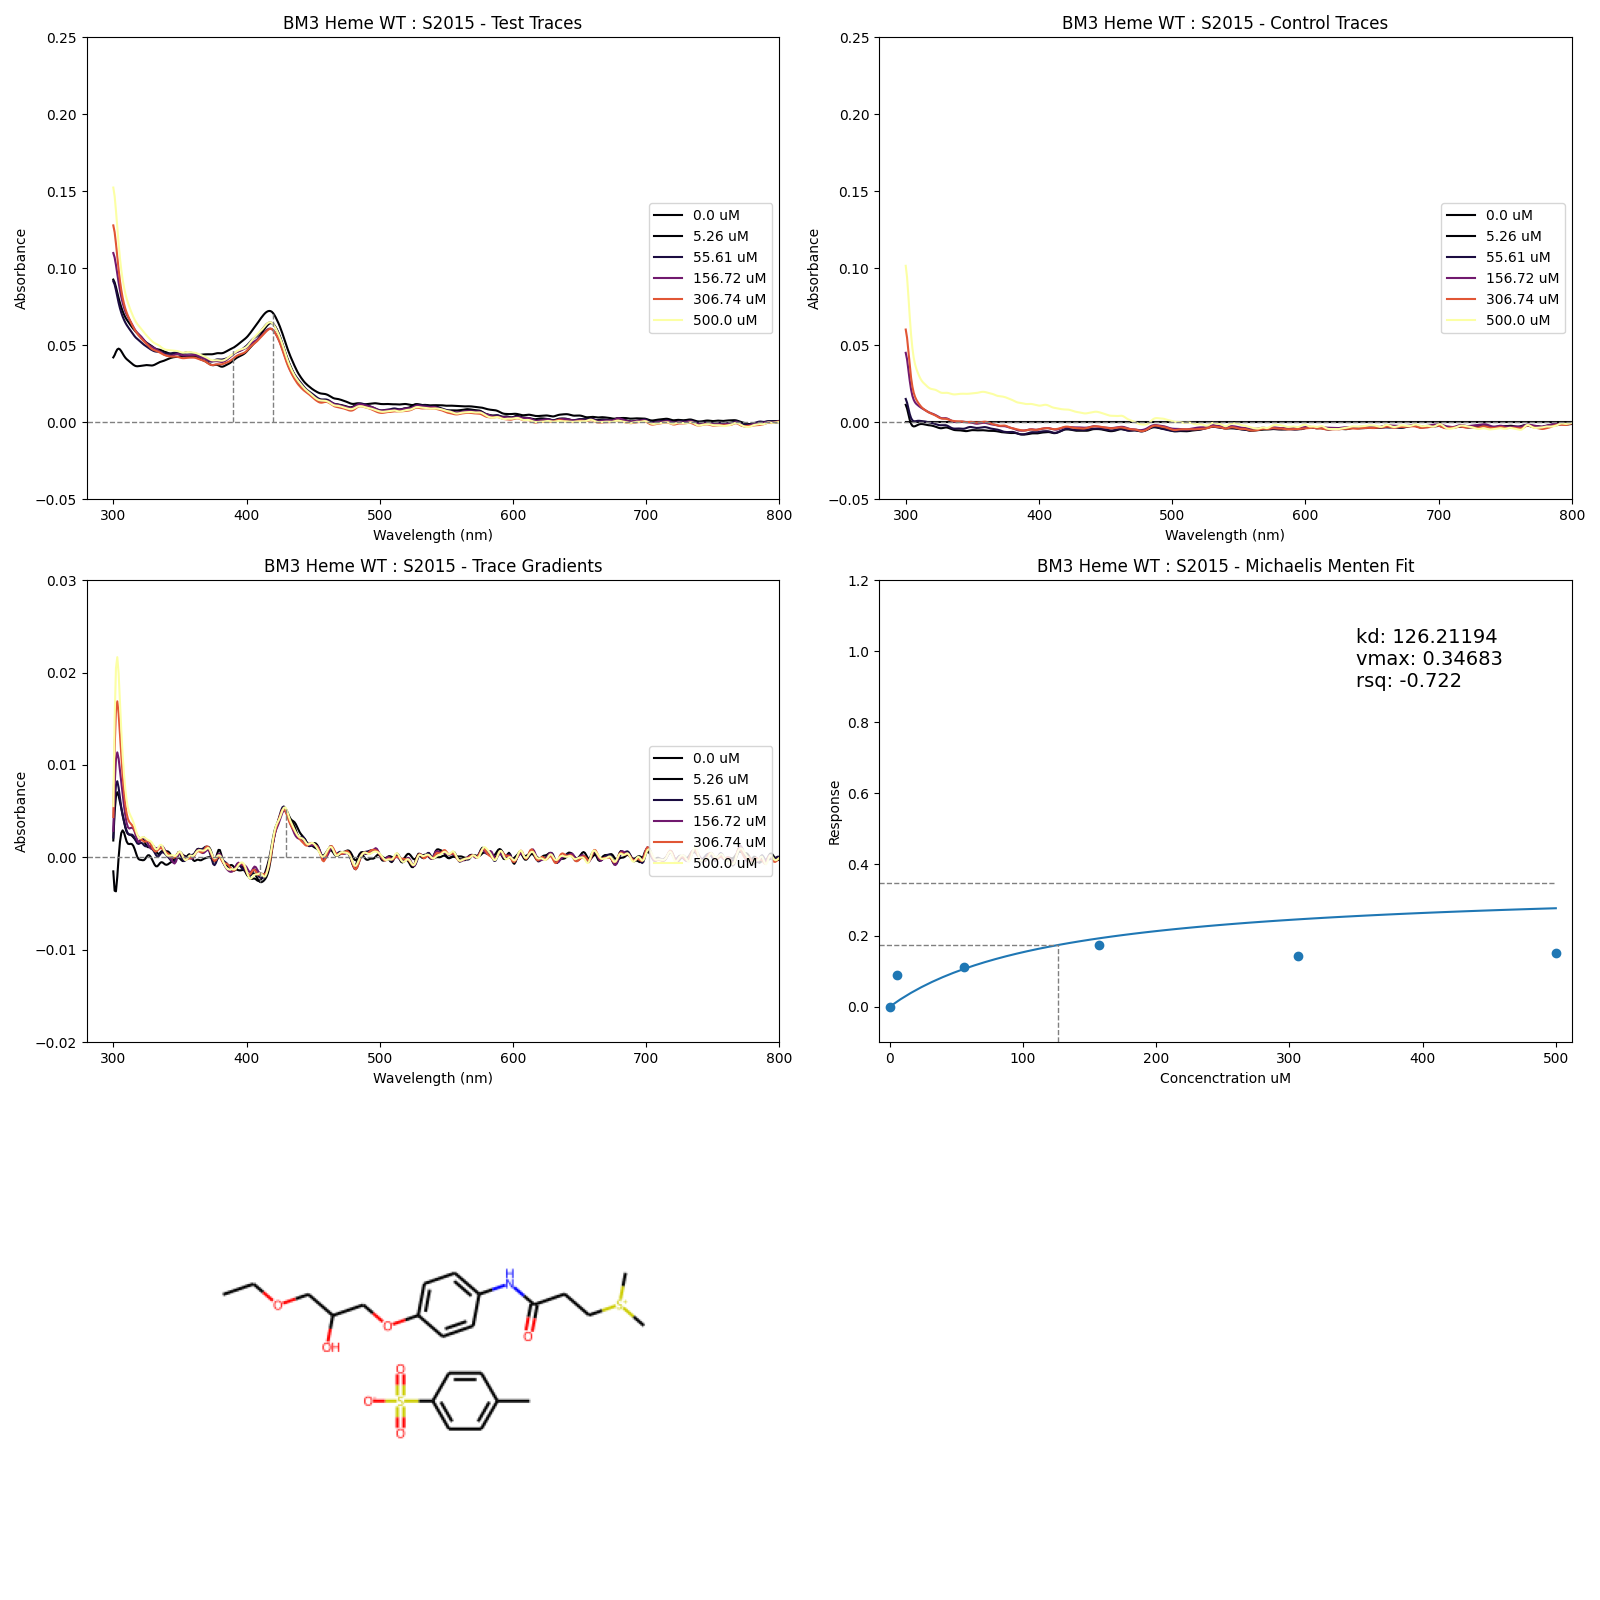 BM3 Heme WT : S2015 - Test Traces
Absorbance
0.25
0.20
0.15
0.10
0.05
0.00
−0.05
300 400 500 600 700 800
Wavelength (nm)
0.0 uM
5.26 uM
55.61 uM
156.72 uM
306.74 uM
500.0 uM
BM3 Heme WT : S2015 - Control Traces
Absorbance
0.25
0.20
0.15
0.10
0.05
0.00
−0.05
300 400 500 600 700 800
Wavelength (nm)
0.0 uM
5.26 uM
55.61 uM
156.72 uM
306.74 uM
500.0 uM
BM3 Heme WT : S2015 - Trace Gradients
Absorbance
0.03
0.02
0.01
0.00
−0.01
−0.02
300 400 500 600 700 800
Wavelength (nm)
0.0 uM
5.26 uM
55.61 uM
156.72 uM
306.74 uM
500.0 uM
BM3 Heme WT : S2015 - Michaelis Menten Fit
Response
1.2
1.0
0.8
0.6
0.4
0.2
0.0
0 100 200 300 400 500
Concenctration uM
kd: 126.21194
vmax: 0.34683
rsq: -0.722
H
N
O
OH
O
O
S+
O
O-
S
O